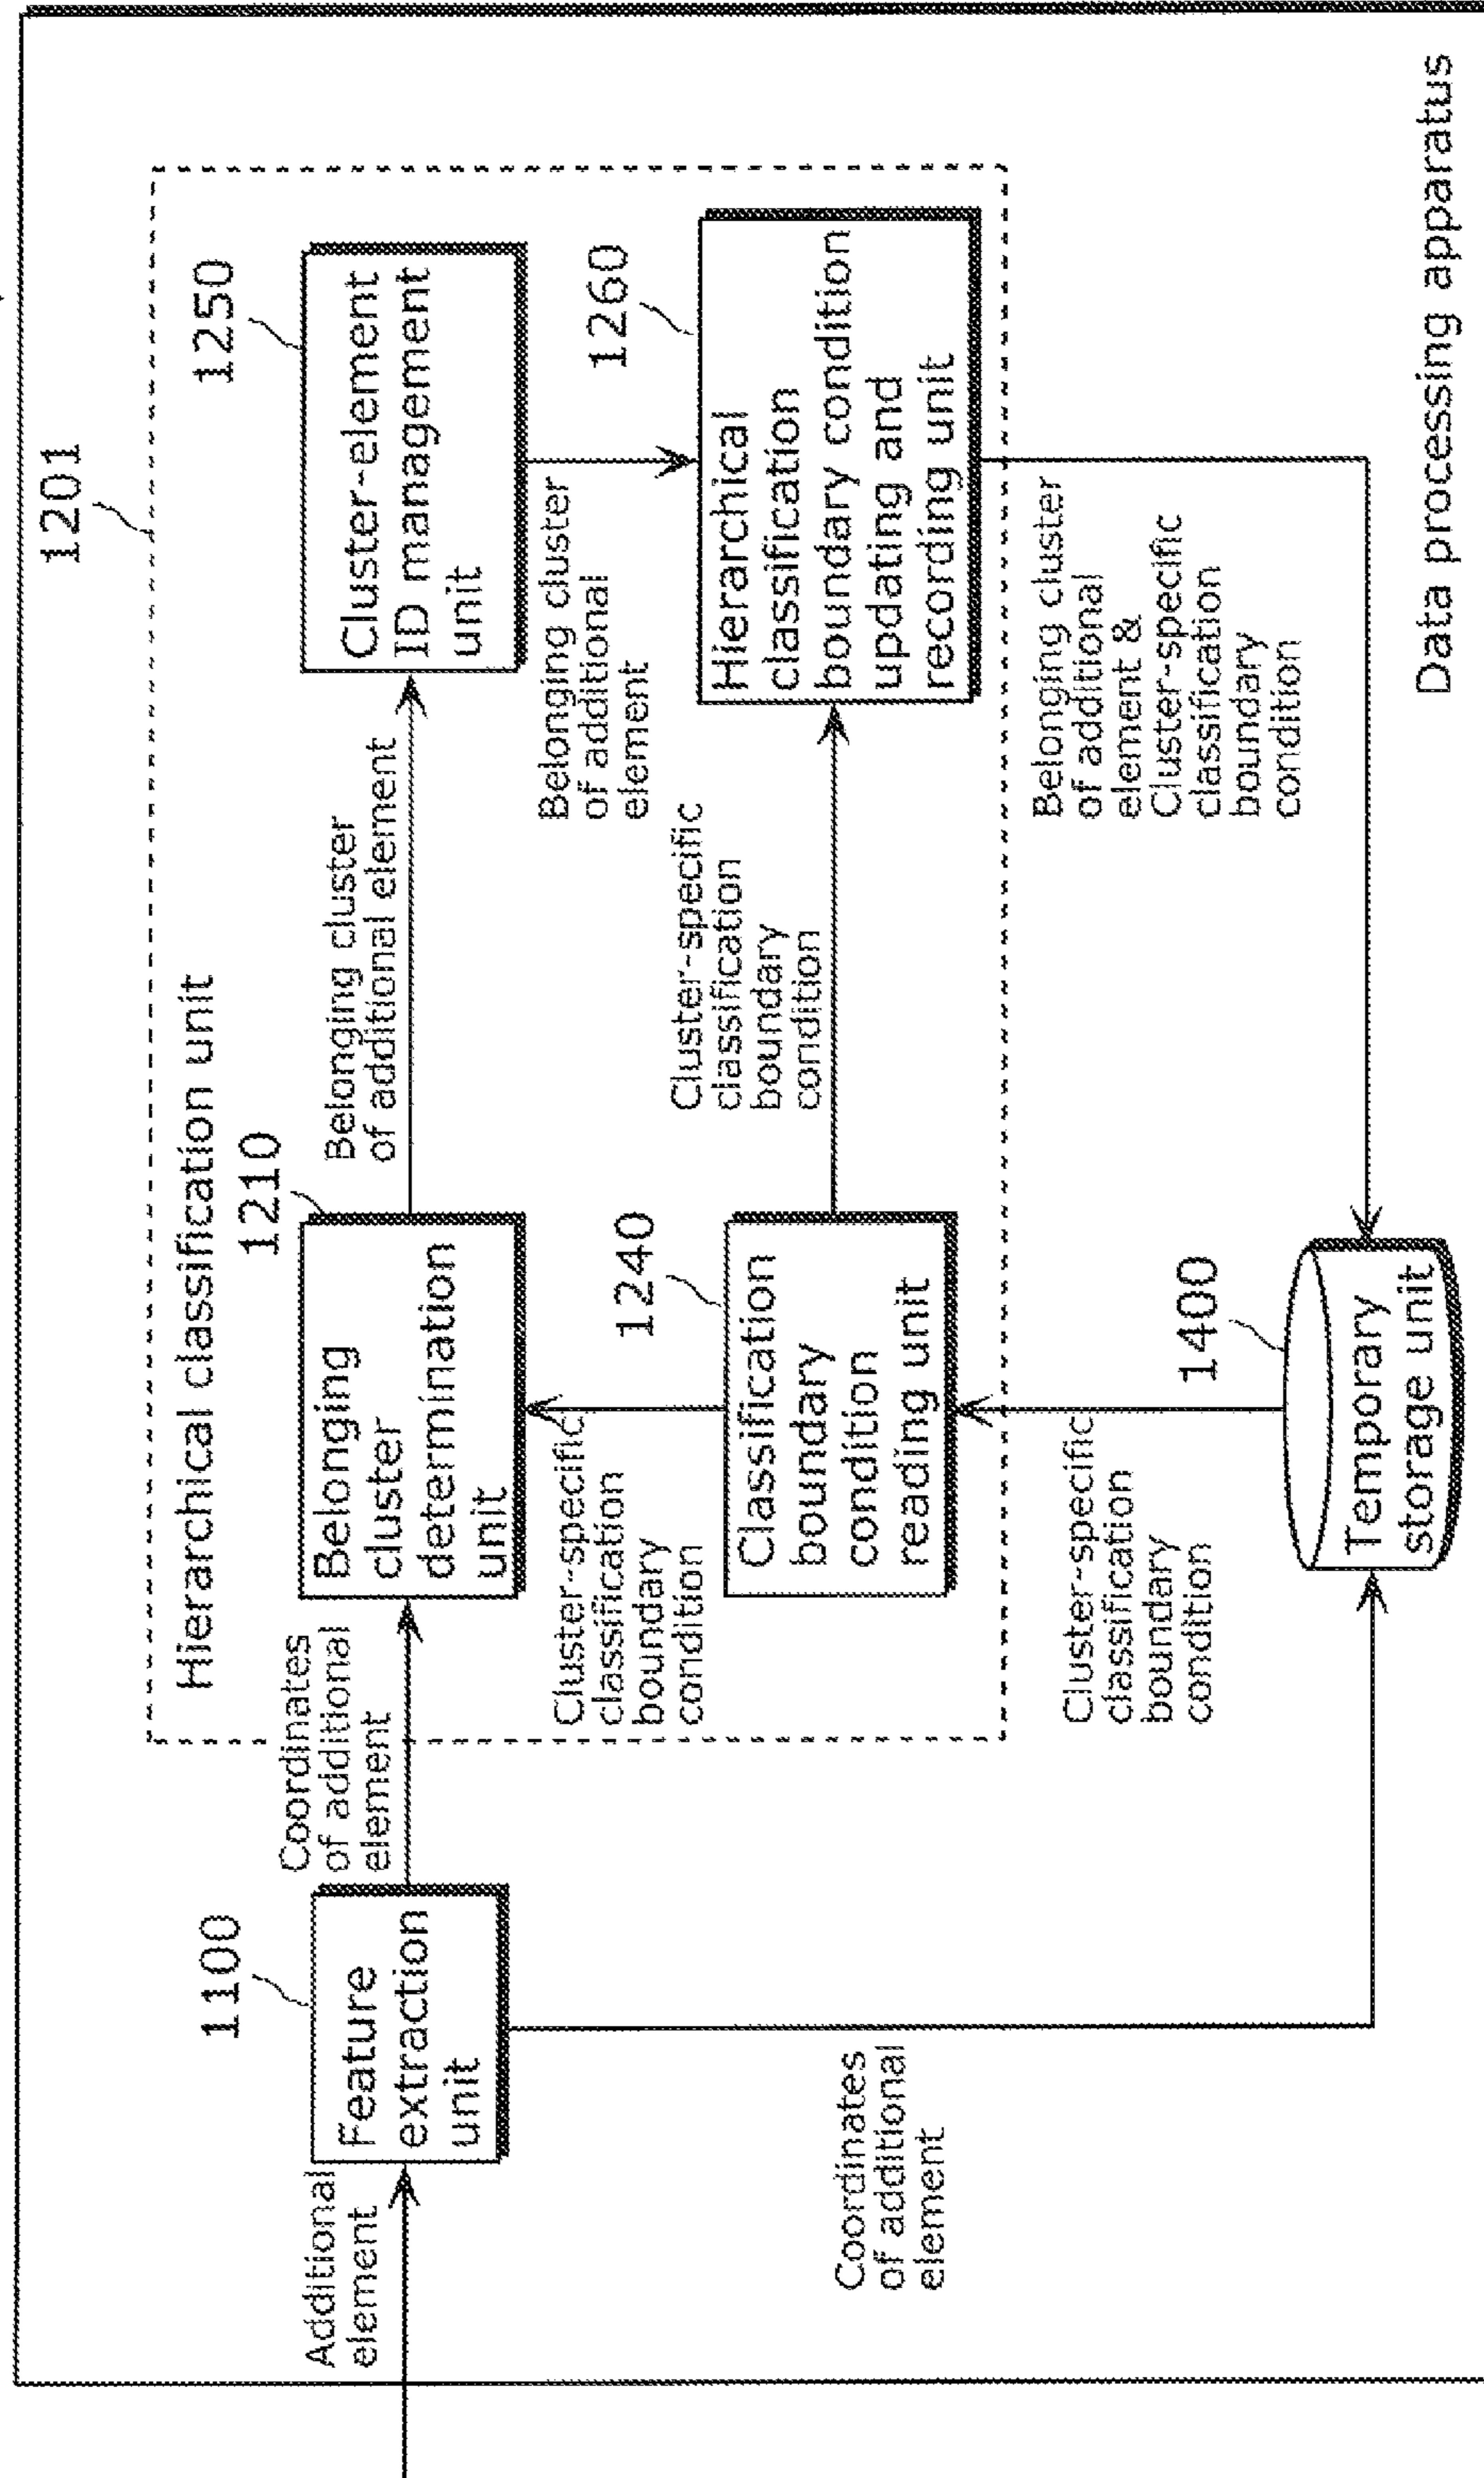 1201
Hierarchical classification unit
1100
1210
1250
Additional
element
Feature
extraction
unit
Coordinates
of additional
element
Belonging
cluster
determination
unit
Belonging cluster
of additional element
Cluster-element
ID management
unit
Cluster-specific
classification
boundary
condition
Belonging cluster
of additional
element
1240
1260
Classification
boundary
condition
reading unit
Cluster-specific
classification
boundary
condition
Hierarchical
classification
boundary condition
updating and
recording unit
Coordinates
of additional
element
Cluster-specific
classification
boundary
condition
Belonging cluster
of additional
element &
Cluster-specific
classification
boundary
condition
1400
Temporary
storage unit
Data processing apparatus